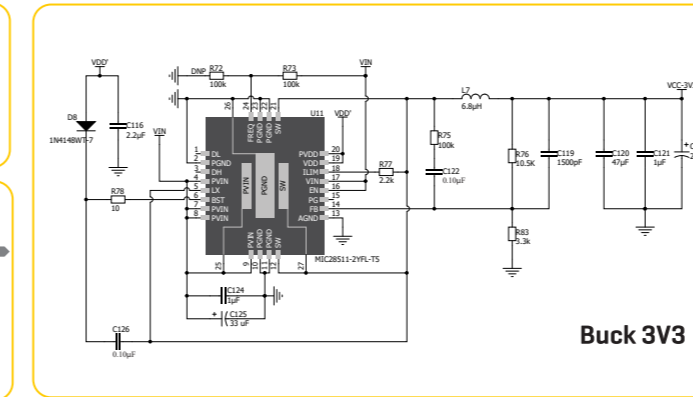 VDD'
D8
1N4148WT-7
C116
2.2µF
VIN
R78
10
C126
0.10µF
DNP
R72
100k
R73
100k
VIN
26
24
23
22
21
FREQ
PGND
PGND
SW
U11
VDD'
1 DL
2 PGND
3 DH
4 PVIN
5 LX
6 BST
7 PVIN
8 PVIN
PVIN
PGND
SW
PVDD 20
VDD 19
ILIM 18
VIN 17
EN 16
PG 15
FB 14
AGND 13
PVIN
PGND
PGND
SW
25
9
10
11
12
27
MIC28511-2YFL-T5
R77
2.2k
C124
1µF
+
C125
33 uF
L7
6.8µH
R75
100k
C122
0.10µF
R76
10.5K
R83
3.3k
C119
1500pF
C120
47µF
C121
1µF
VCC-3V
+
C
2
Buck 3V3